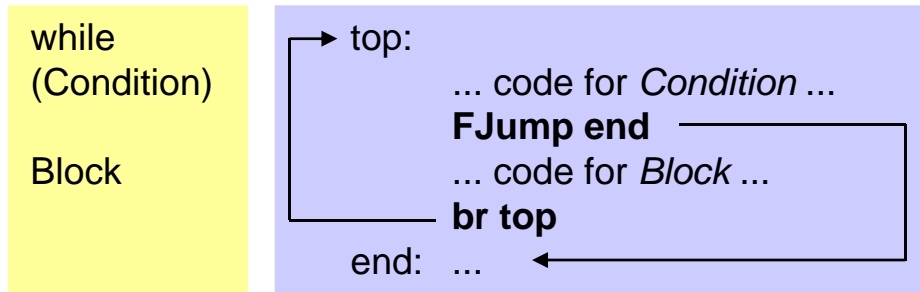 while
(Condition)
Block
top:
... code for Condition ...
FJump end
... code for Block ...
br top
end: ...